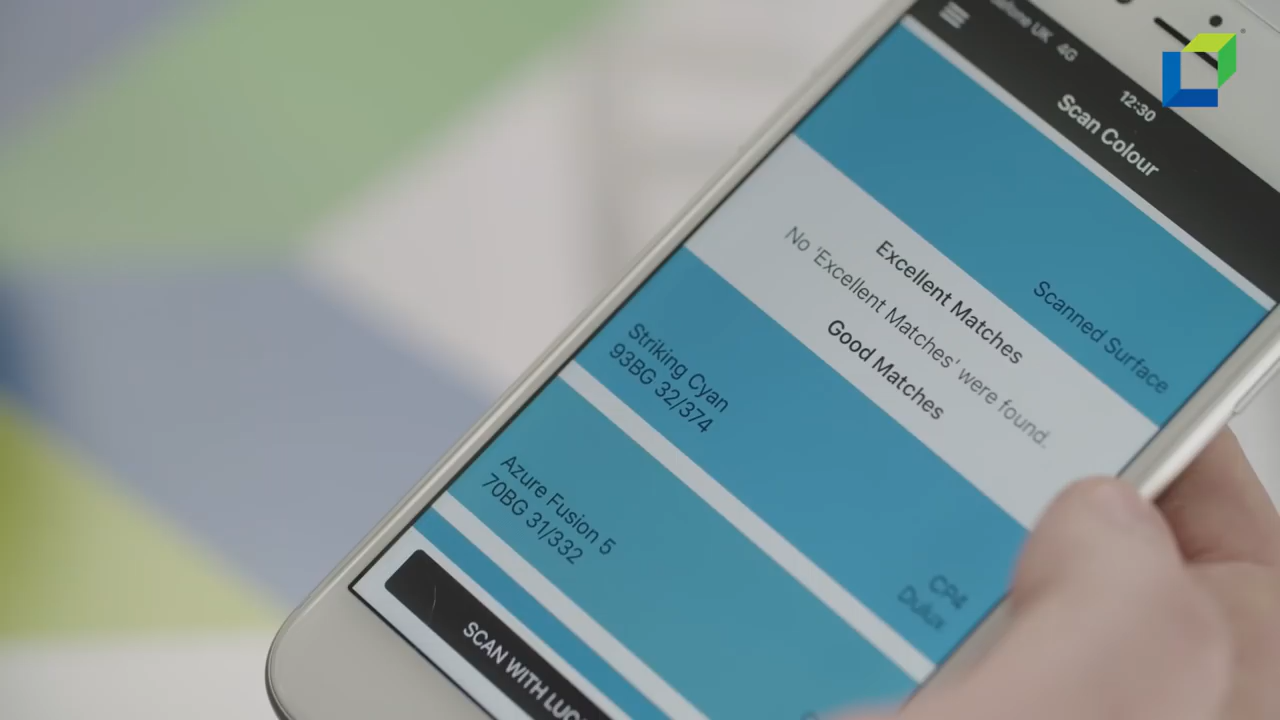 UK 4G
12:30
Scan Colour
Scanned Surface
Excellent Matches
No 'Excellent Matches' were found.
Good Matches
Striking Cyan
93BG 32/374
CP4
Dulux
Azure Fusion 5
70BG 31/332
SCAN WITH